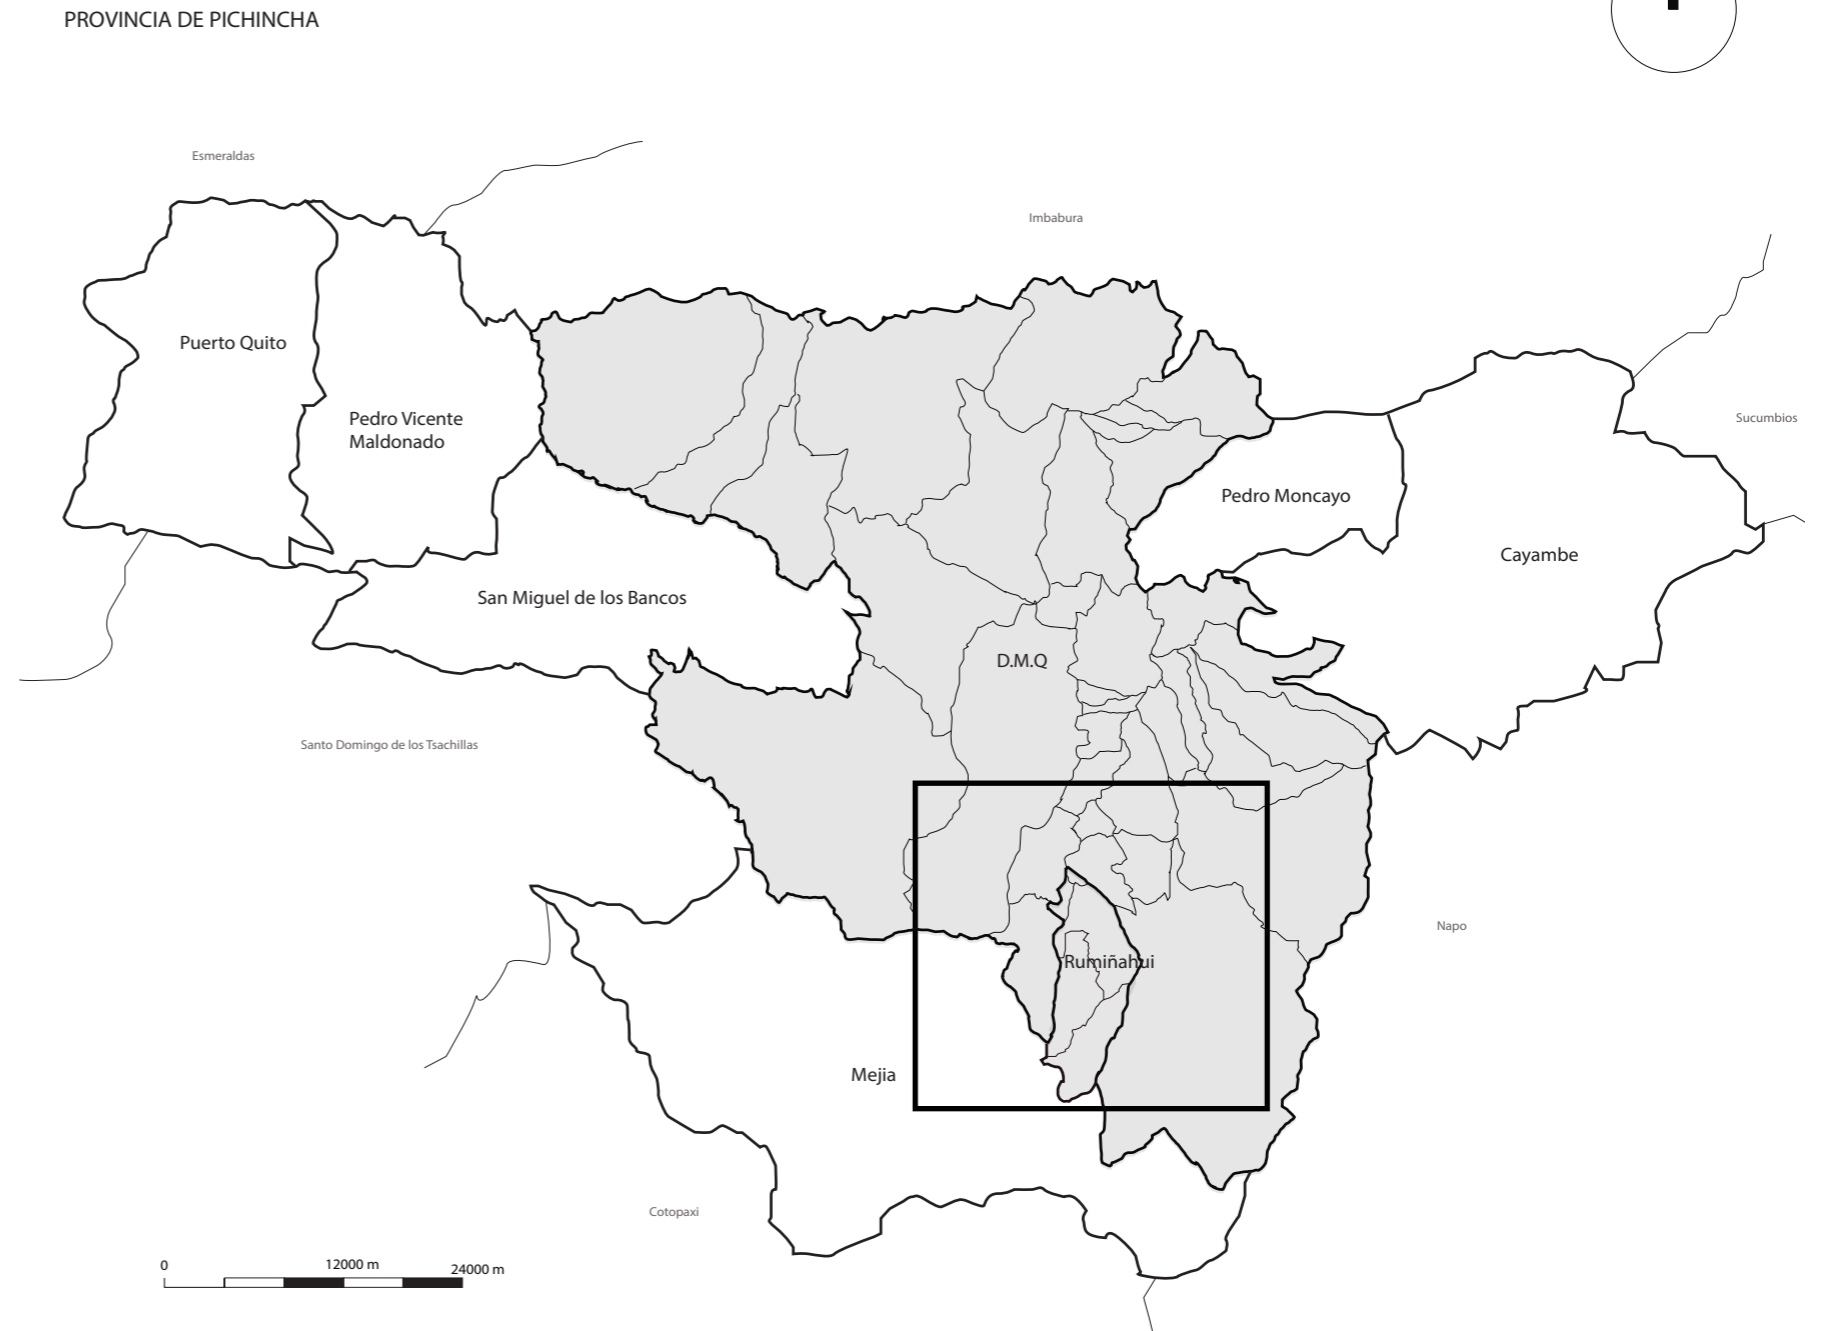 PROVINCIA DE PICHINCHA
Esmeraldas
Imbabura
Puerto Quito
Pedro Vicente
Maldonado
Sucumbios
Pedro Moncayo
Cayambe
San Miguel de los Bancos
D.M.Q
Santo Domingo de los Tsachillas
Napo
Rumiñahui
Mejia
Cotopaxi
0
12000 m
24000 m